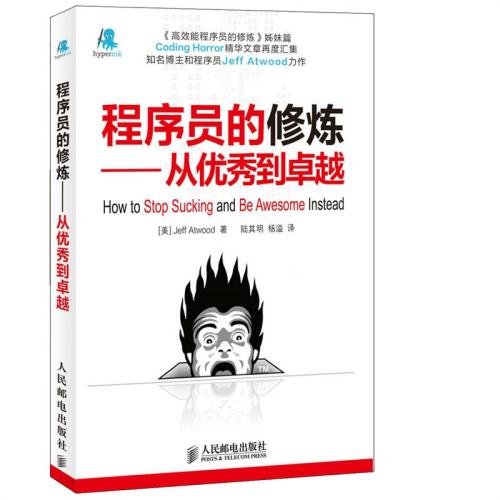 hyperink
程序员的修炼——从优秀到卓越
人民邮电出版社
hyperink
《高效能程序员的修炼》姊妹篇
Coding Horror精华文章再度汇集
知名博主和程序员Jeff Atwood力作
程序员的修炼
——从优秀到卓越
How to Stop Sucking and Be Awesome Instead
[美] Jeff Atwood 著 陆其明 杨溢 译
TM
人民邮电出版社
POSTS & TELECOM PRESS